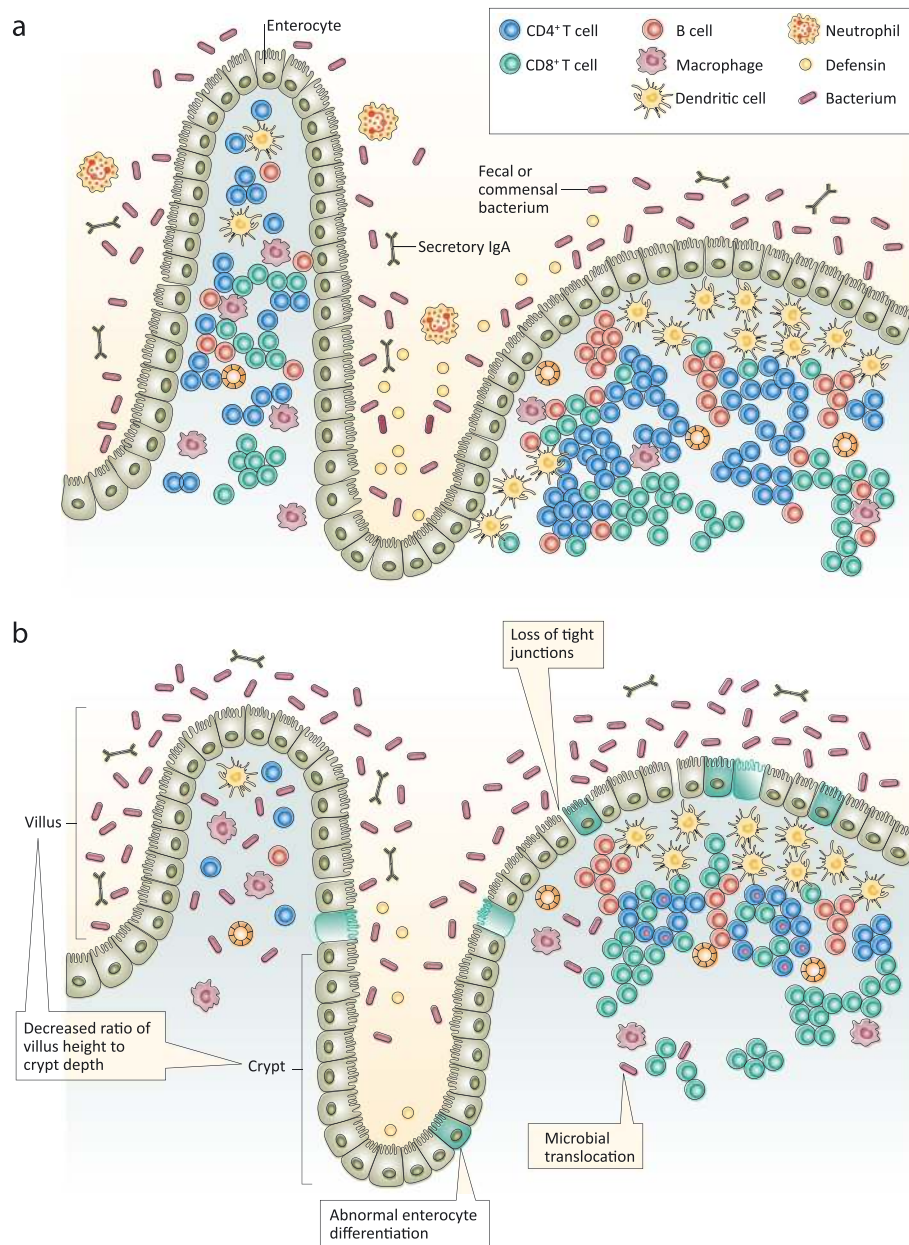 a
Enterocyte
CD4+ T cell
CD8+ T cell
B cell
Macrophage
Dendritic cell
Neutrophil
Defensin
Bacterium
Fecal or
commensal
bacterium
Secretory IgA
b
Loss of tight
junctions
Villus
Decreased ratio of
villus height to
crypt depth
Crypt
Microbial
translocation
Abnormal enterocyte
differentiation